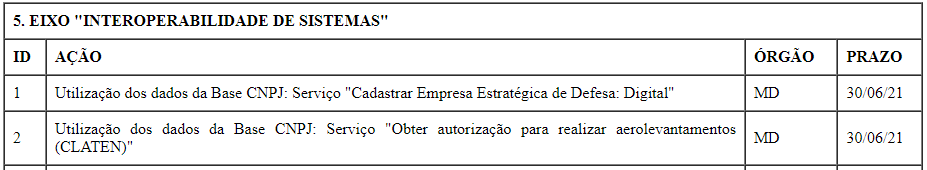 5. EIXO "INTEROPERABILIDADE DE SISTEMAS"
ID AÇÃO ÓRGÃO PRAZO
1 Utilização dos dados da Base CNPJ: Serviço "Cadastrar Empresa Estratégica de Defesa: Digital" MD 30/06/21
2 Utilização dos dados da Base CNPJ: Serviço "Obter autorização para realizar aerolevantamentos
(CLATEN)" MD 30/06/21